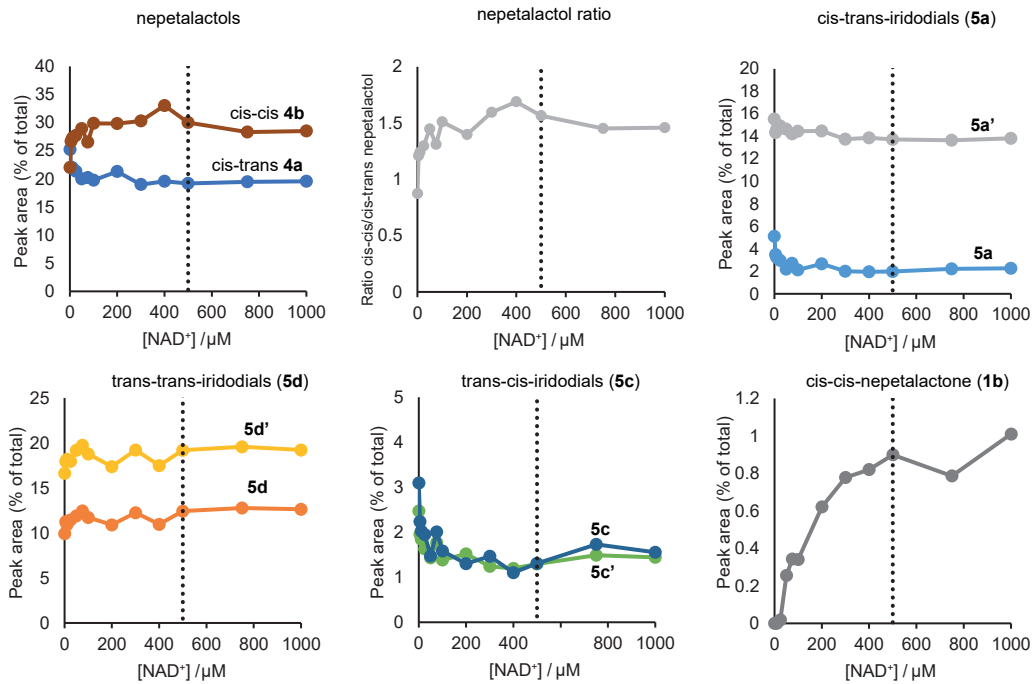 nepetalactols
Peak area (% of total)
40
35
30
25
20
15
10
5
0
cis-cis 4b
cis-trans 4a
0 200 400 600 800 1000
[NAD⁺] / µM
nepetalactol ratio
Ratio cis-cis/cis-trans nepetalactol
2
1.5
1
0.5
0
0 200 400 600 800 1000
[NAD⁺] / µM
cis-trans-iridodials (5a)
Peak area (% of total)
20
18
16
14
12
10
8
6
4
2
0
5a'
5a
0 200 400 600 800 1000
[NAD⁺] / µM
trans-trans-iridodials (5d)
Peak area (% of total)
25
20
15
10
5
0
5d'
5d
0 200 400 600 800 1000
[NAD⁺] / µM
trans-cis-iridodials (5c)
Peak area (% of total)
5
4
3
2
1
0
5c
5c'
0 200 400 600 800 1000
[NAD⁺] / µM
cis-cis-nepetalactone (1b)
Peak area (% of total)
1.2
1
0.8
0.6
0.4
0.2
0
0 200 400 600 800 1000
[NAD⁺] / µM